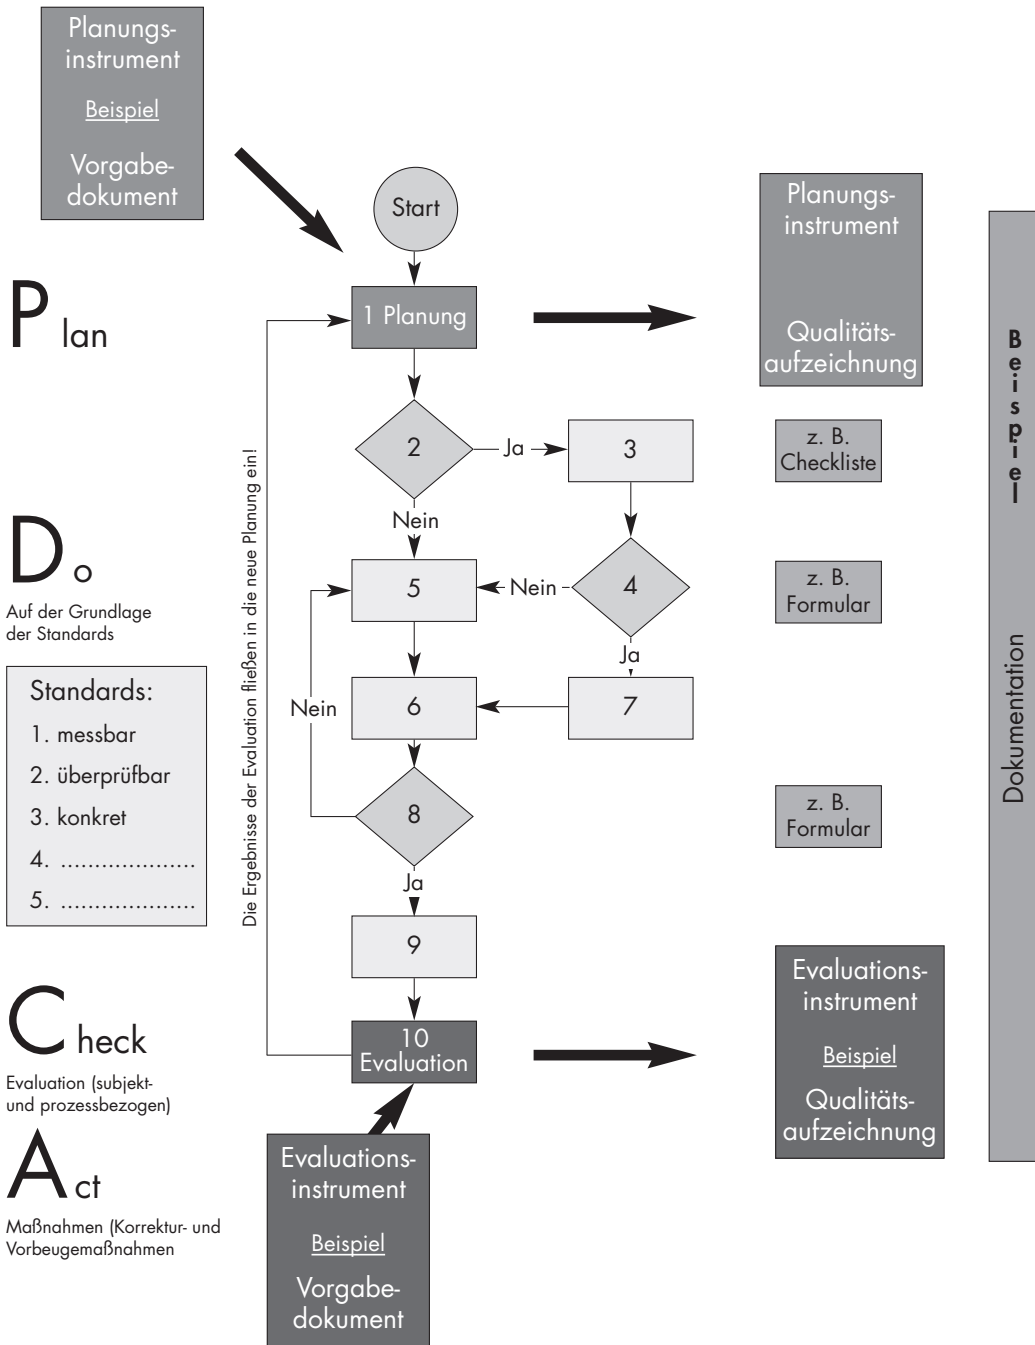 Planungs-
instrument
Beispiel
Vorgabe-
dokument
Start
Planungs-
instrument
Qualitäts-
aufzeichnung
P lan
1 Planung
2
Ja
3
z. B.
Checkliste
Nein
D o
Auf der Grundlage
der Standards
5
Nein
4
z. B.
Formular
Ja
Standards:
1. messbar
2. überprüfbar
3. konkret
4. ....................
5. ....................
Die Ergebnisse der Evaluation fließen in die neue Planung ein!
Nein
6
7
8
z. B.
Formular
Ja
9
C heck
Evaluation (subjekt-
und prozessbezogen)
10
Evaluation
Evaluations-
instrument
Beispiel
Qualitäts-
aufzeichnung
A ct
Maßnahmen (Korrektur- und
Vorbeugemaßnahmen
Evaluations-
instrument
Beispiel
Vorgabe-
dokument
Beispiel
Dokumentation